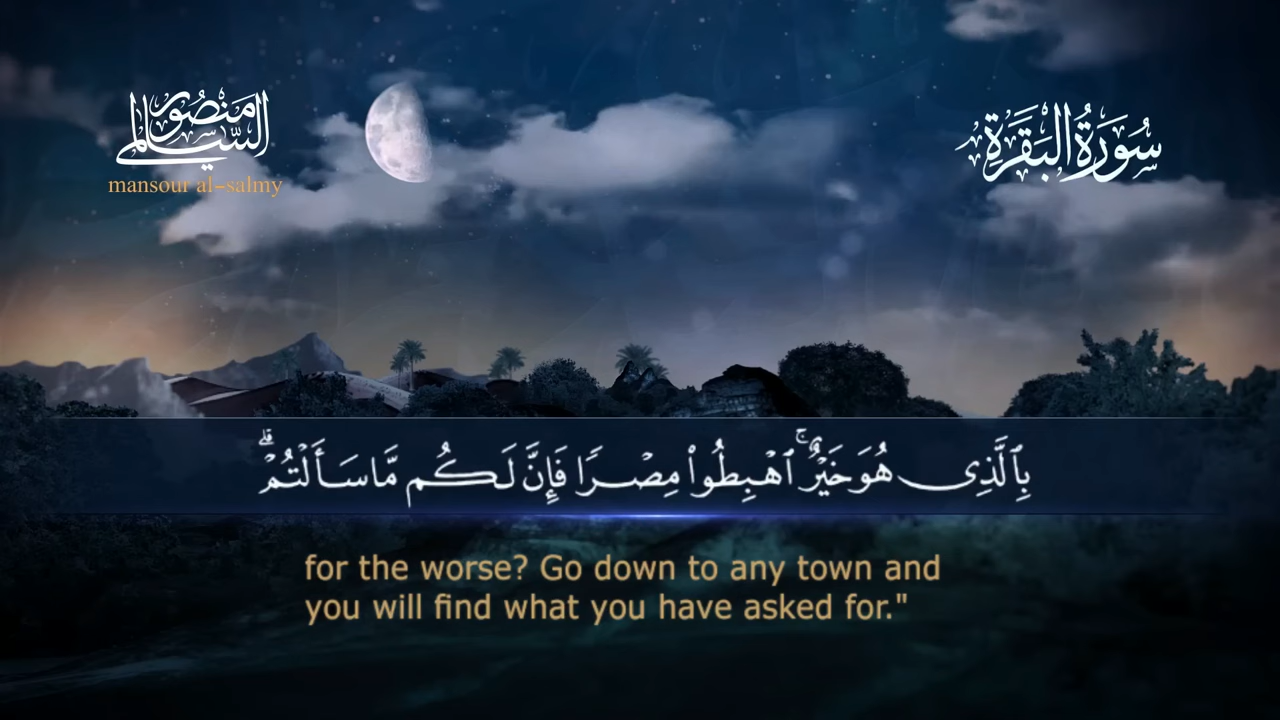 منصور السالمي
mansour al-salmy
سُورَةُ البَقَرَةِ
بِٱلَّذِى هُوَ خَيْرٌ ۚ ٱهْبِطُوا۟ مِصْرًا فَإِنَّ لَكُم مَّا سَأَلْتُمْ ۗ
for the worse? Go down to any town and
you will find what you have asked for."